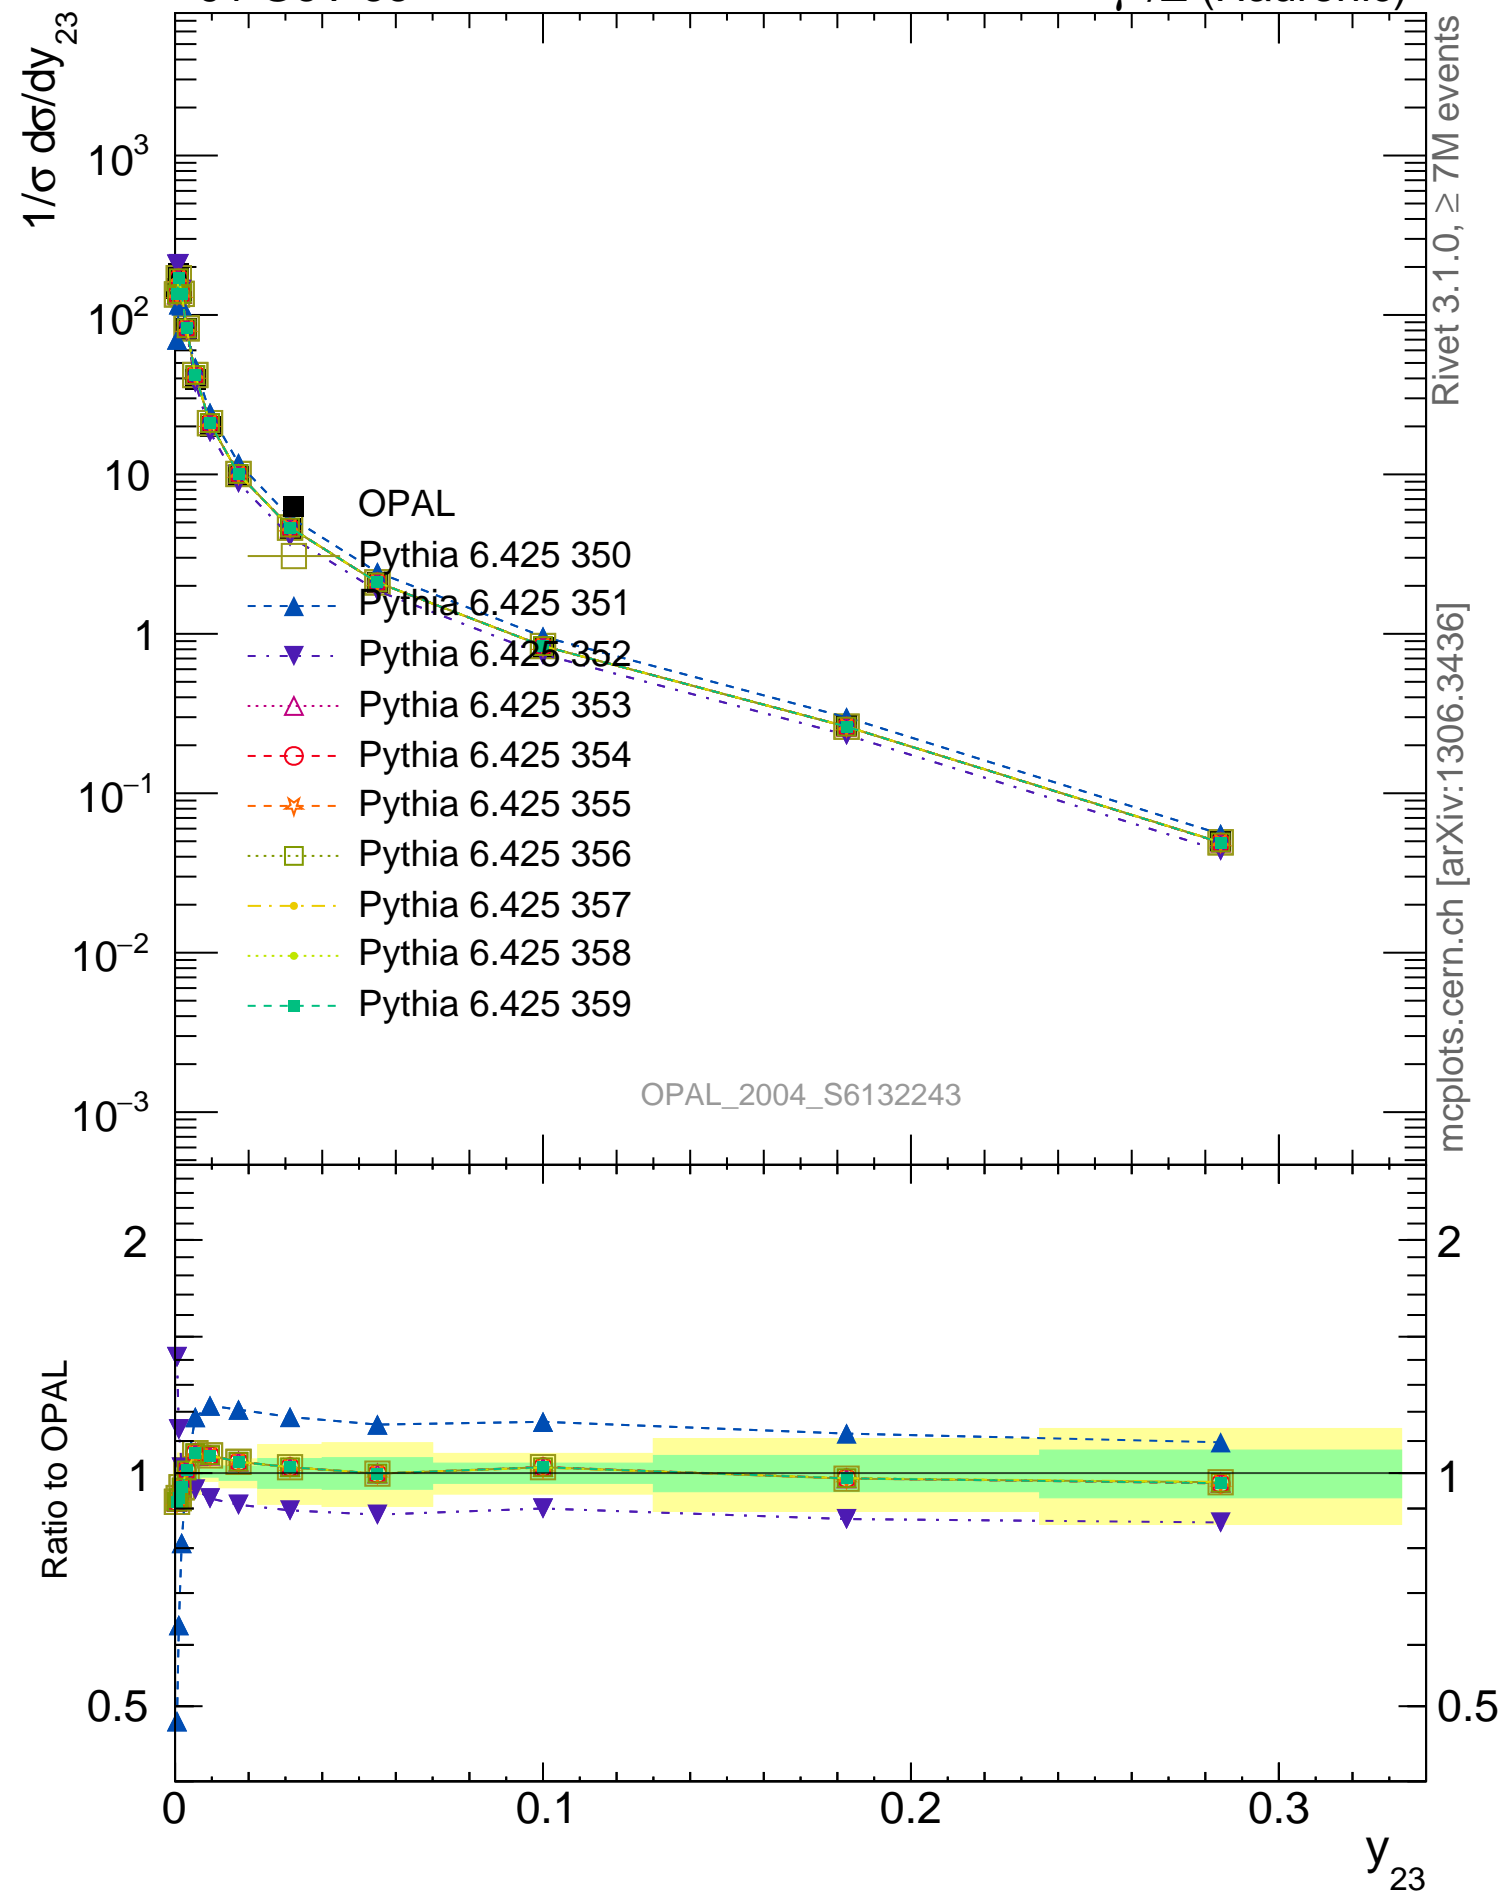 1/σ dσ/dy23
10³
10²
10
1
10⁻¹
10⁻²
10⁻³
OPAL
Pythia 6.425 350
Pythia 6.425 351
Pythia 6.425 352
Pythia 6.425 353
Pythia 6.425 354
Pythia 6.425 355
Pythia 6.425 356
Pythia 6.425 357
Pythia 6.425 358
Pythia 6.425 359
OPAL_2004_S6132243
Rivet 3.1.0, ≥ 7M events
mcplots.cern.ch [arXiv:1306.3436]
Ratio to OPAL
2
1
0.5
2
1
0.5
0
0.1
0.2
0.3
y23